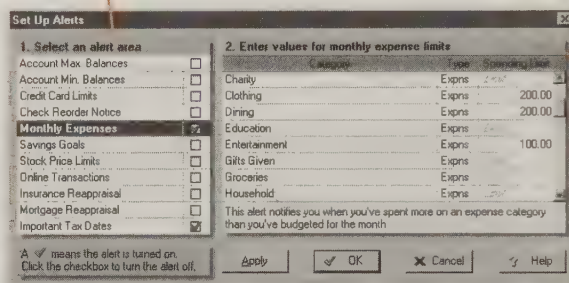 Set Up Alerts
1. Select an alert area
Account Max. Balances
Account Min. Balances
Credit Card Limits
Check Reorder Notice
Monthly Expenses
Savings Goals
Stock Price Limits
Online Transactions
Insurance Reappraisal
Mortgage Reappraisal
Important Tax Dates
A means the alert is turned on.
Click the checkbox to turn the alert off.
2. Enter values for monthly expense limits
Category Type Spending Limit
Charity Expns
Clothing Expns 200.00
Dining Expns 200.00
Education Expns
Entertainment Expns 100.00
Gifts Given Expns
Groceries Expns
Household Expns
This alert notifies you when you've spent more on an expense category
than you've budgeted for the month
Apply OK Cancel Help